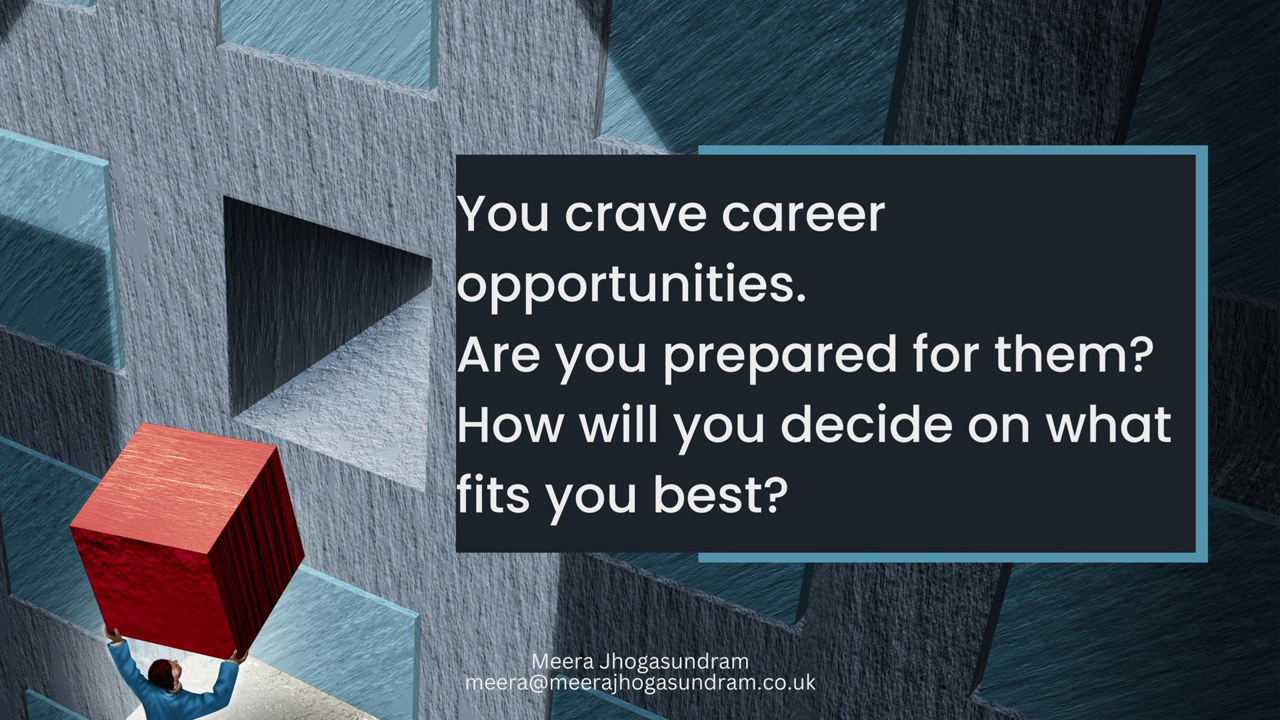 You crave career
opportunities.
Are you prepared for them?
How will you decide on what
fits you best?
Meera Jhogasundram
meera@meerajhogasundram.co.uk